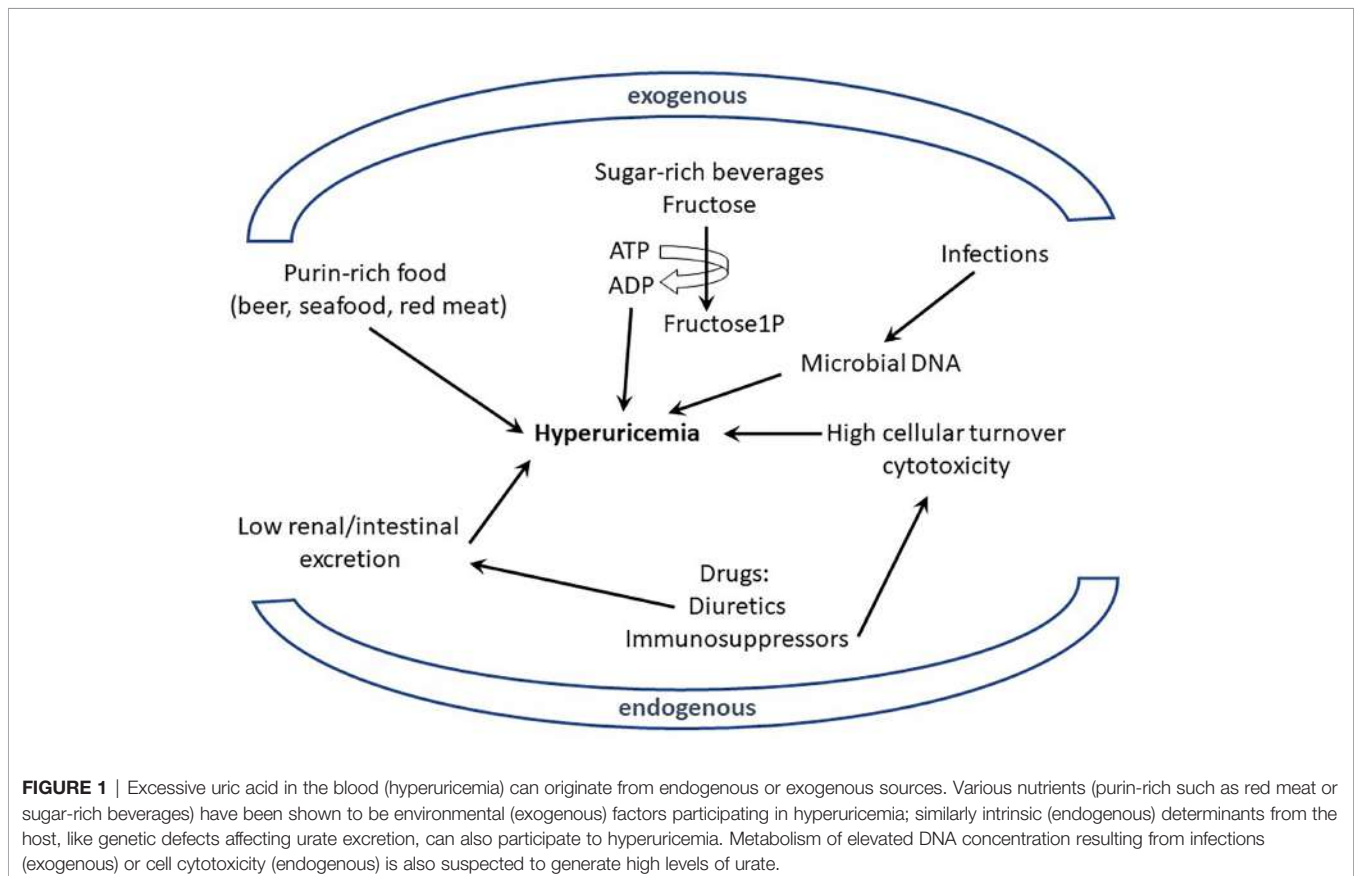 exogenous
Sugar-rich beverages
Fructose
ATP
ADP
Fructose1P
Infections
Purin-rich food
(beer, seafood, red meat)
Microbial DNA
Hyperuricemia
High cellular turnover
cytotoxicity
Low renal/intestinal
excretion
Drugs:
Diuretics
Immunosuppressors
endogenous
FIGURE 1 | Excessive uric acid in the blood (hyperuricemia) can originate from endogenous or exogenous sources. Various nutrients (purin-rich such as red meat or
sugar-rich beverages) have been shown to be environmental (exogenous) factors participating in hyperuricemia; similarly intrinsic (endogenous) determinants from the
host, like genetic defects affecting urate excretion, can also participate to hyperuricemia. Metabolism of elevated DNA concentration resulting from infections
(exogenous) or cell cytotoxicity (endogenous) is also suspected to generate high levels of urate.